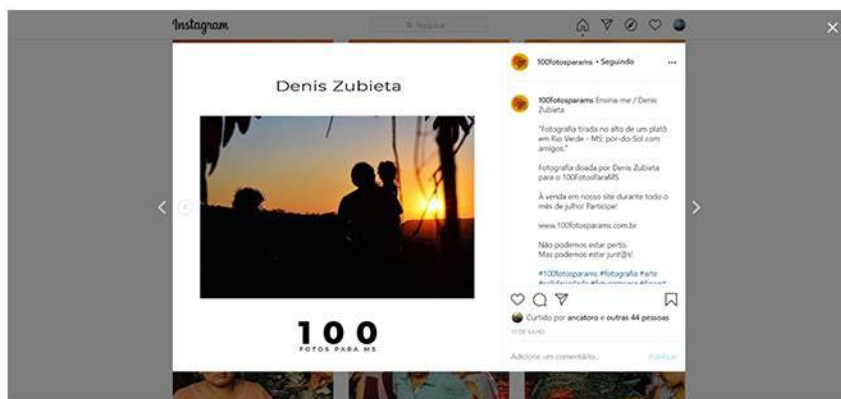 Instagram
Pesquisar
Denis Zubieta
100
FOTOS PARA MS
100fotosparams • Seguindo
100fotosparams Ensina-me / Denis
Zubieta
"Fotografia tirada no alto de um platô
em Rio Verde - MS; pôr-do-Sol com
amigos."
Fotografia doada por Denis Zubieta
para o 100FotosParaMS
À venda em nosso site durante todo o
mês de julho! Participe!
www.100fotosparams.com.br
Não podemos estar perto.
Mas podemos estar junt@s!
#100fotosparams #fotografia #arte
Curtido por ancatoro e outras 44 pessoas
DE JULHO
Adicione um comentário...
Publicar